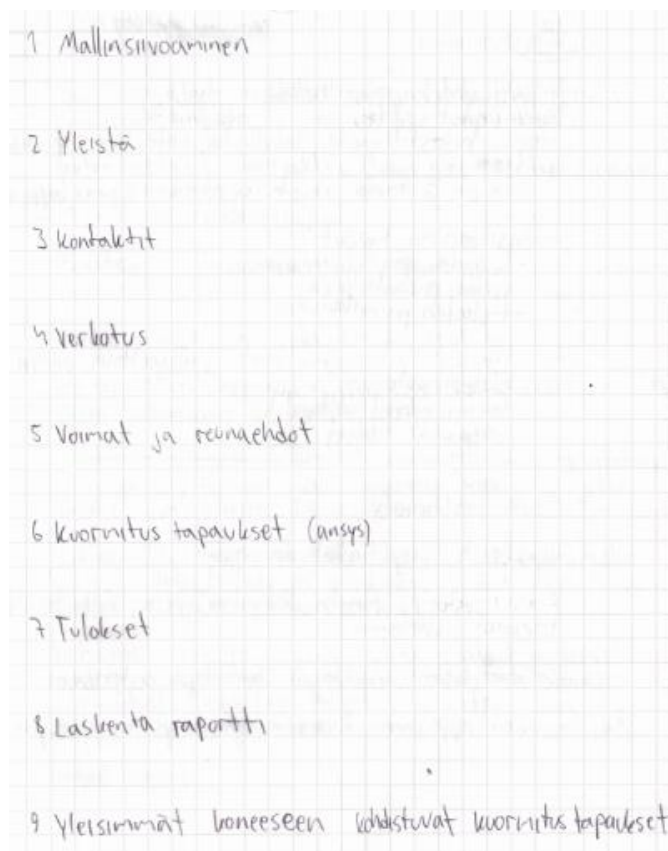 1 Mallinsiivoaminen
2 Yleistä
3 kontaktit
4 verkotus
5 Voimat ja reunaehdot
6 kuormitus tapaukset (ansys)
7 Tulokset
8 Laskenta raportti
9 Yleisimmät koneeseen kohdistuvat kuormitus tapaukset